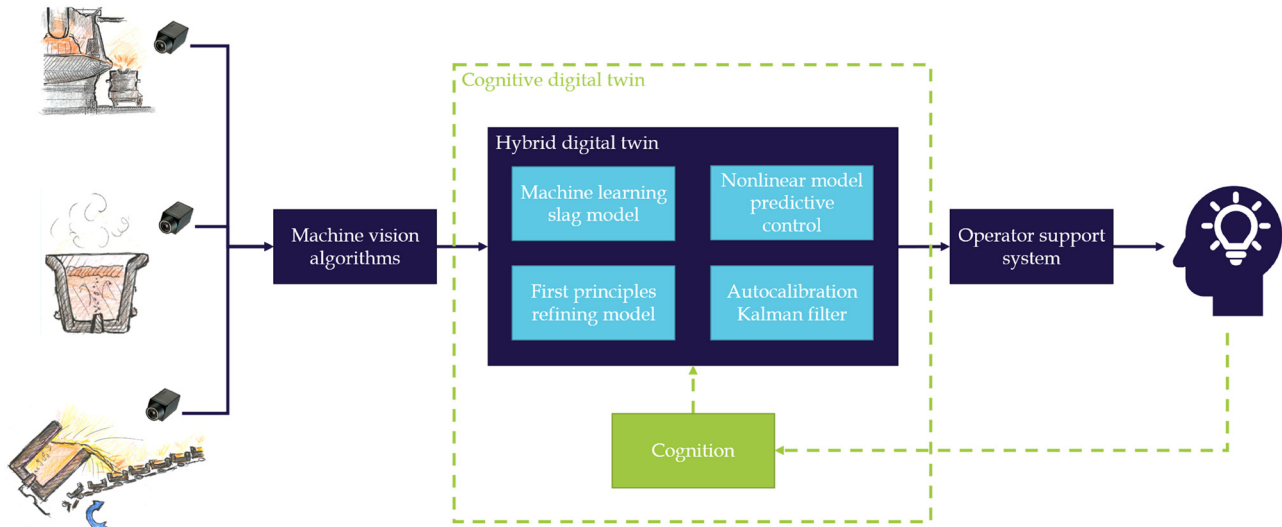 Cognitive digital twin
Hybrid digital twin
Machine learning
slag model
Nonlinear model
predictive
control
First principles
refining model
Autocalibration
Kalman filter
Machine vision
algorithms
Operator support
system
Cognition